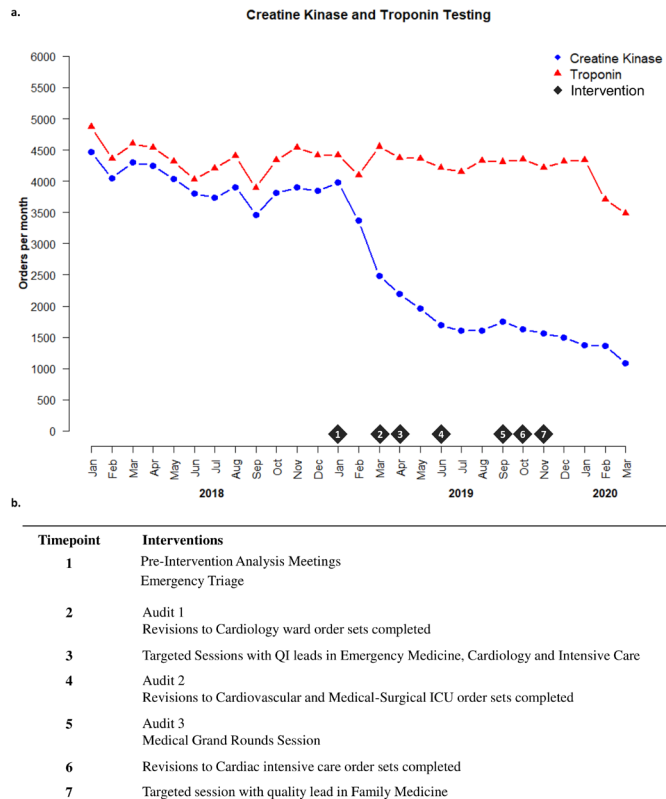 a.
Creatine Kinase and Troponin Testing
Creatine Kinase
Troponin
Intervention
Orders per month
6000
5500
5000
4500
4000
3500
3000
2500
2000
1500
1000
500
0
1 2 3 4 5 6 7
Jan Feb Mar Apr May Jun Jul Aug Sep Oct Nov Dec Jan Feb Mar Apr May Jun Jul Aug Sep Oct Nov Dec Jan Feb Mar
2018 2019 2020
b.
Timepoint Interventions
1 Pre-Intervention Analysis Meetings
Emergency Triage
2 Audit 1
Revisions to Cardiology ward order sets completed
3 Targeted Sessions with QI leads in Emergency Medicine, Cardiology and Intensive Care
4 Audit 2
Revisions to Cardiovascular and Medical-Surgical ICU order sets completed
5 Audit 3
Medical Grand Rounds Session
6 Revisions to Cardiac intensive care order sets completed
7 Targeted session with quality lead in Family Medicine